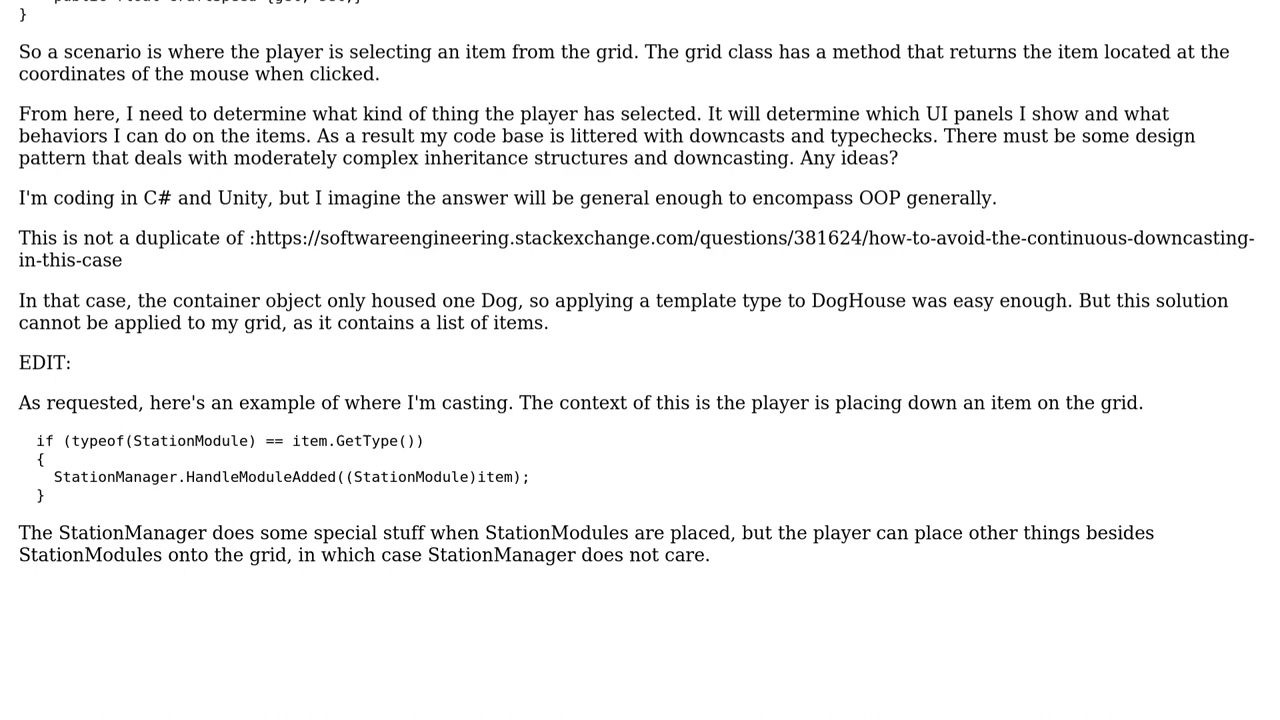 }
So a scenario is where the player is selecting an item from the grid. The grid class has a method that returns the item located at the
coordinates of the mouse when clicked.
From here, I need to determine what kind of thing the player has selected. It will determine which UI panels I show and what
behaviors I can do on the items. As a result my code base is littered with downcasts and typechecks. There must be some design
pattern that deals with moderately complex inheritance structures and downcasting. Any ideas?
I'm coding in C# and Unity, but I imagine the answer will be general enough to encompass OOP generally.
This is not a duplicate of :https://softwareengineering.stackexchange.com/questions/381624/how-to-avoid-the-continuous-downcasting-
in-this-case
In that case, the container object only housed one Dog, so applying a template type to DogHouse was easy enough. But this solution
cannot be applied to my grid, as it contains a list of items.
EDIT:
As requested, here's an example of where I'm casting. The context of this is the player is placing down an item on the grid.
if (typeof(StationModule) == item.GetType())
{
StationManager.HandleModuleAdded((StationModule)item);
}
The StationManager does some special stuff when StationModules are placed, but the player can place other things besides
StationModules onto the grid, in which case StationManager does not care.